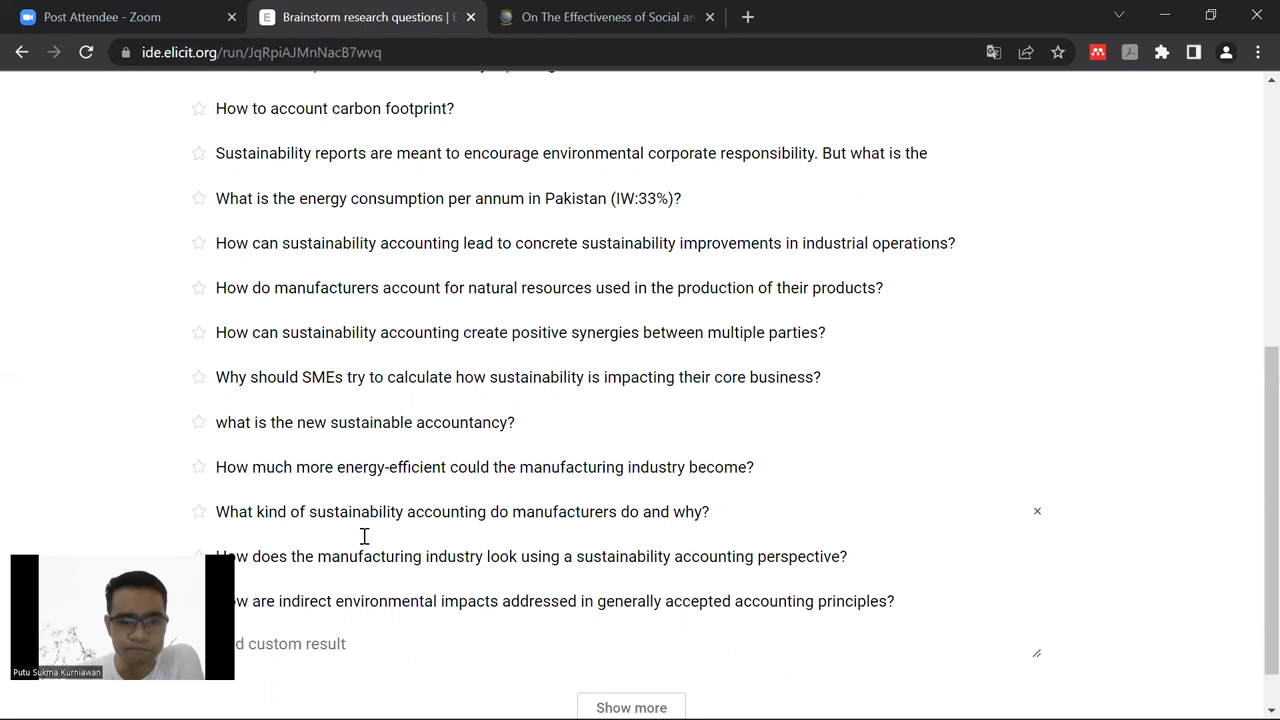 Post Attendee - Zoom
Brainstorm research questions | E
On The Effectiveness of Social an
ide.elicit.org/run/JqRpiAJMnNacB7wvq
How to account carbon footprint?
Sustainability reports are meant to encourage environmental corporate responsibility. But what is the
What is the energy consumption per annum in Pakistan (IW:33%)?
How can sustainability accounting lead to concrete sustainability improvements in industrial operations?
How do manufacturers account for natural resources used in the production of their products?
How can sustainability accounting create positive synergies between multiple parties?
Why should SMEs try to calculate how sustainability is impacting their core business?
what is the new sustainable accountancy?
How much more energy-efficient could the manufacturing industry become?
What kind of sustainability accounting do manufacturers do and why?
How does the manufacturing industry look using a sustainability accounting perspective?
ow are indirect environmental impacts addressed in generally accepted accounting principles?
d custom result
Putu Sukma Kurniawan
Show more